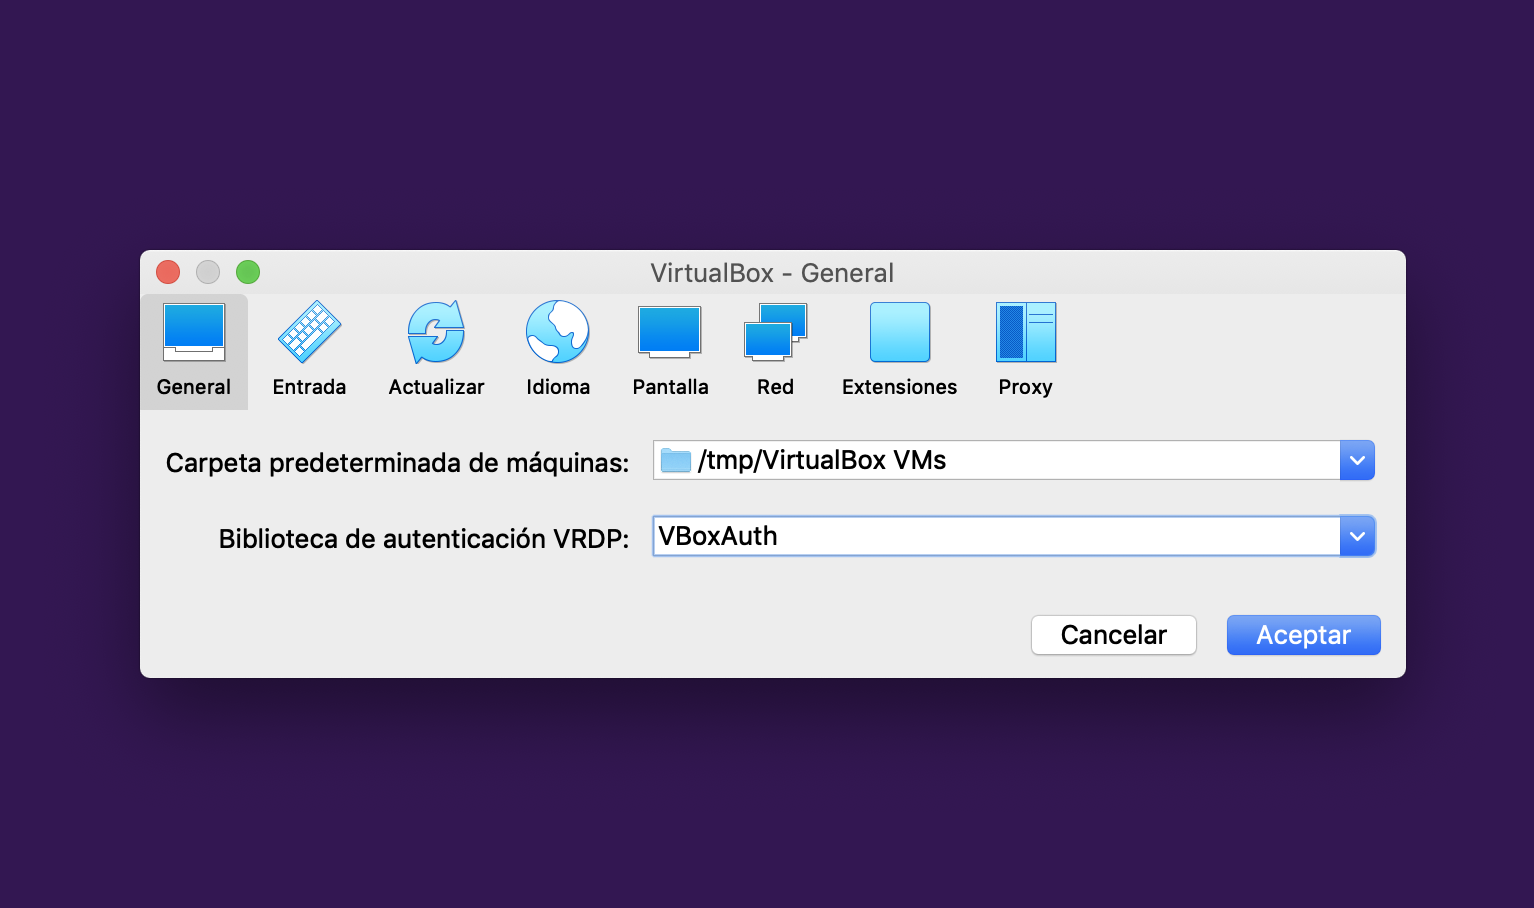 VirtualBox - General
General
Entrada
Actualizar
Idioma
Pantalla
Red
Extensiones
Proxy
Carpeta predeterminada de máquinas:
/tmp/VirtualBox VMs
Biblioteca de autenticación VRDP:
VBoxAuth
Cancelar
Aceptar